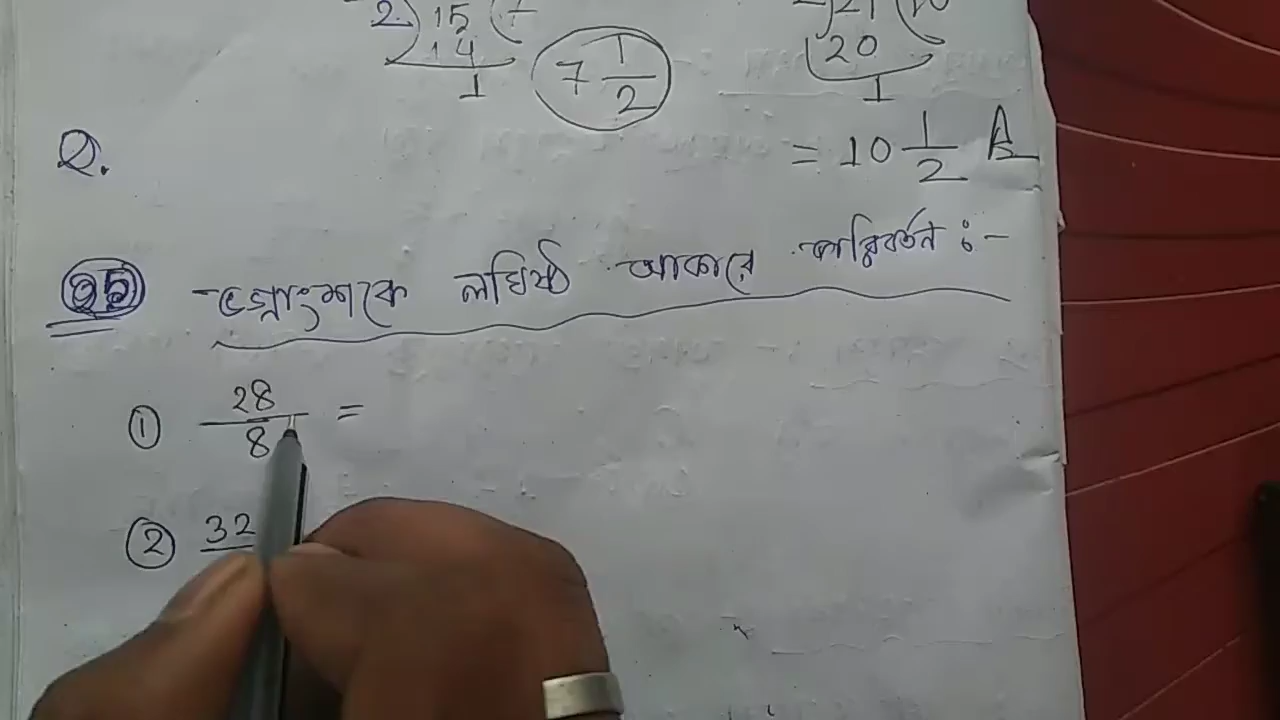 2) 15 (7
14
1
7 1/2
21
20
1
= 10 1/2
Q.
ভগ্নাংশকে লঘিষ্ঠ আকারে পরিবর্তন :-
① 28/8 =
② 32